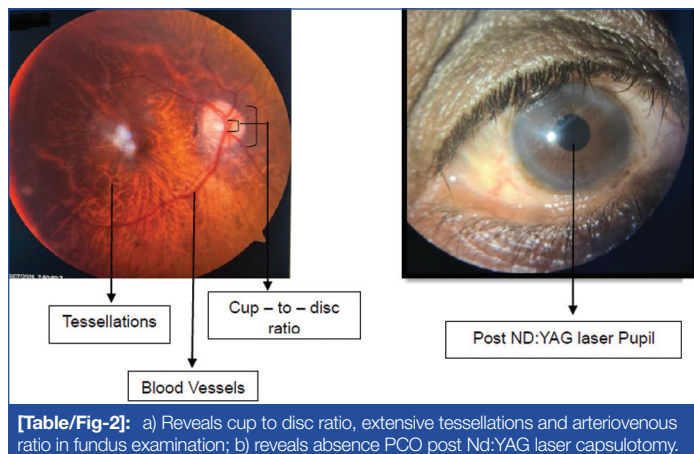 Tessellations
Cup – to – disc
ratio
Blood Vessels
Post ND:YAG laser Pupil
[Table/Fig-2]: a) Reveals cup to disc ratio, extensive tessellations and arteriovenous
ratio in fundus examination; b) reveals absence PCO post Nd:YAG laser capsulotomy.